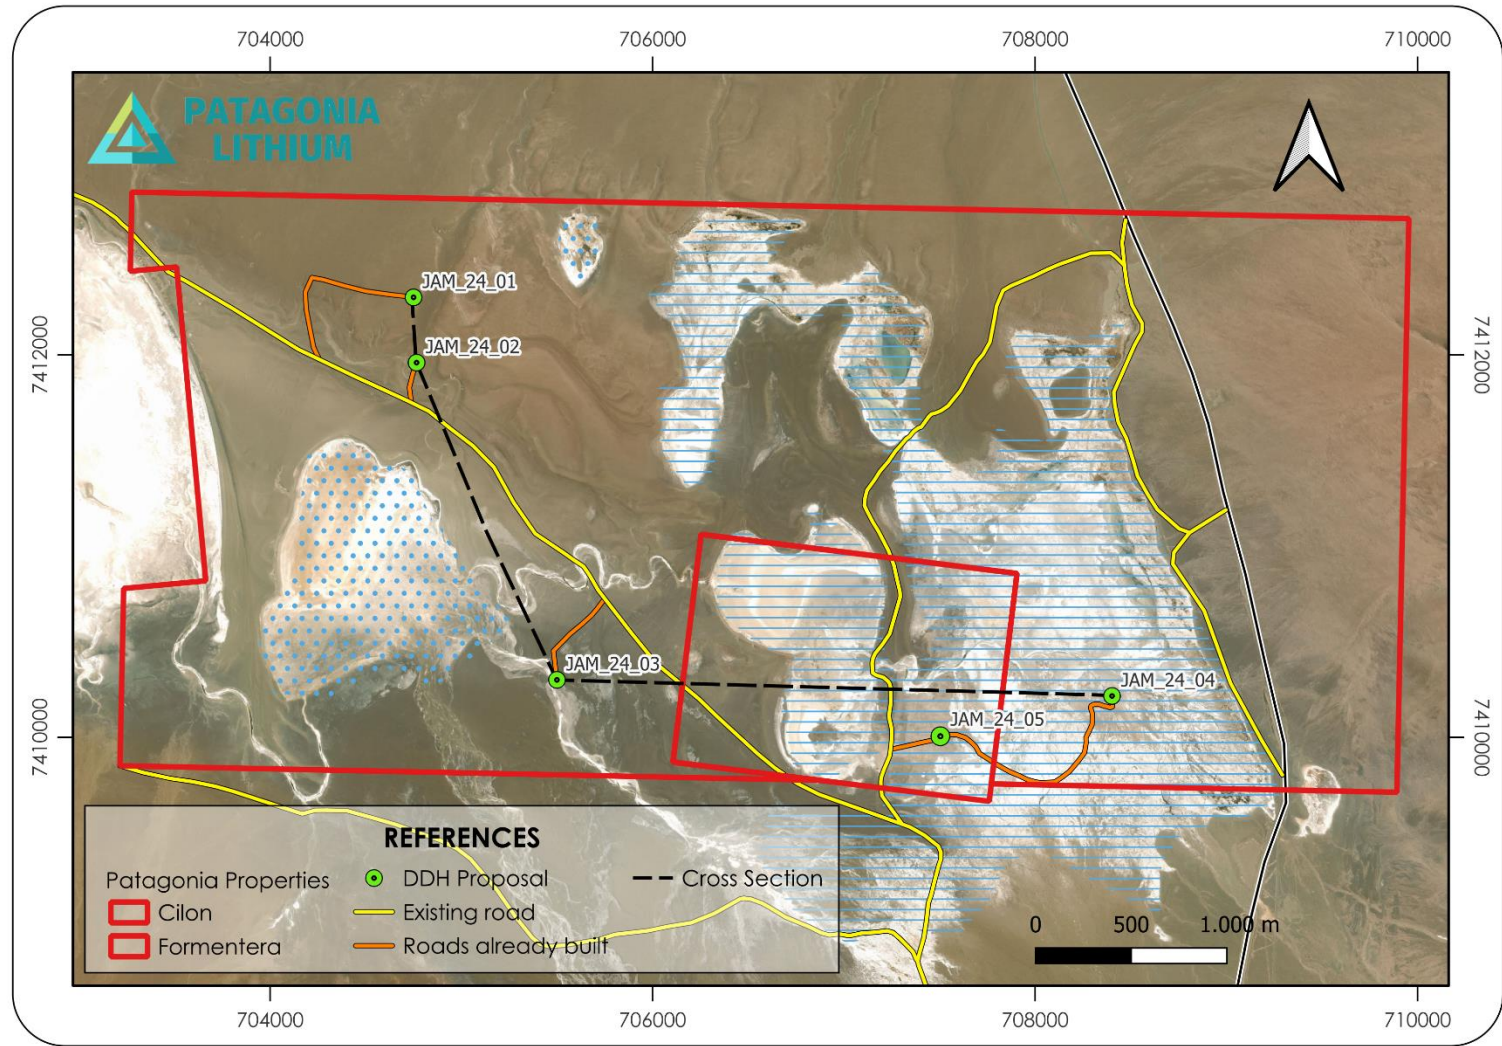 704000
706000
708000
710000
PATAGONIA
LITHIUM
JAM_24_01
7412000
JAM_24_02
7412000
JAM_24_03
JAM_24_04
7410000
JAM_24_05
7410000
REFERENCES
Patagonia Properties
DDH Proposal
Cross Section
Cilon
Existing road
Formentera
Roads already built
0 500 1.000 m
704000
706000
708000
710000